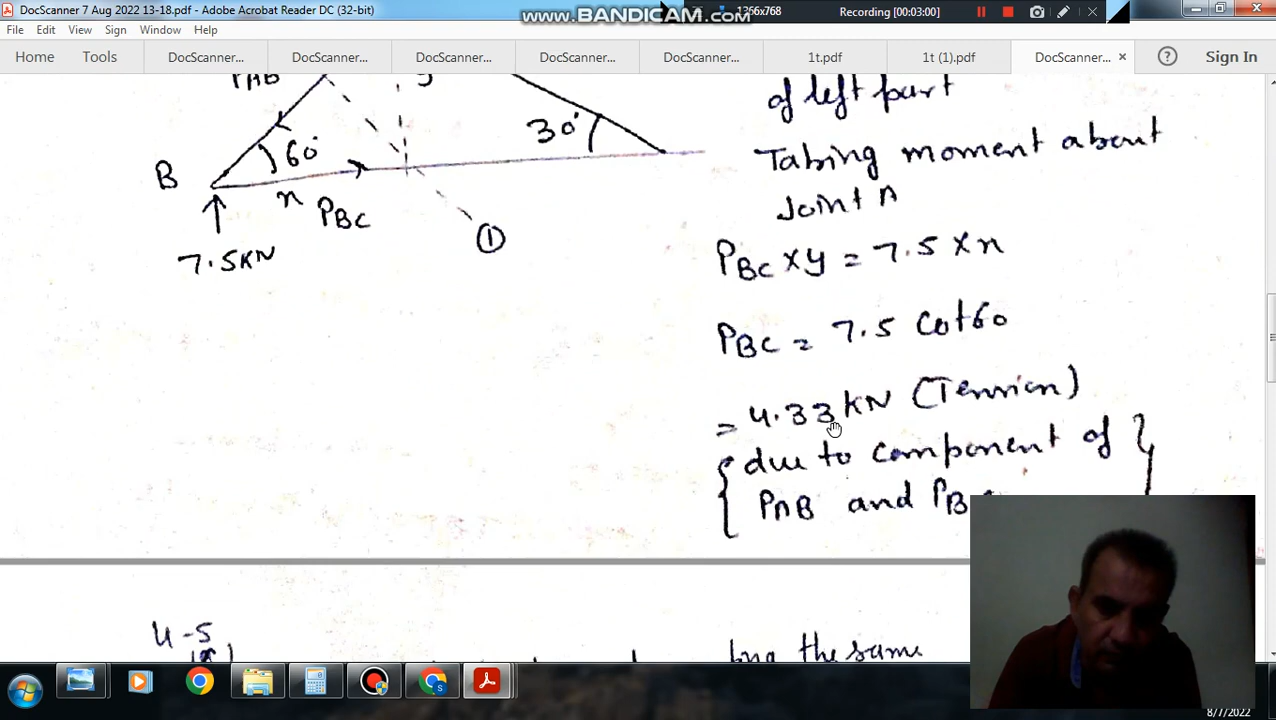 DocScanner 7 Aug 2022 13-18.pdf - Adobe Acrobat Reader DC (32-bit)
www.BANDICAM.com
1366x768
Recording [00:03:00]
File Edit View Sign Window Help
Home Tools DocScanner... DocScanner... DocScanner... DocScanner... DocScanner... 1t.pdf 1t (1).pdf DocScanner... Sign In
PAB
30°
B
60°
n
PBC
7.5KN
1
of left part
Taking moment about
Joint A
PBC x y = 7.5 x n
PBC = 7.5 cot60
= 4.33 KN (Tension)
{ due to component of }
PAB and
4-5
the same
8/7/2022